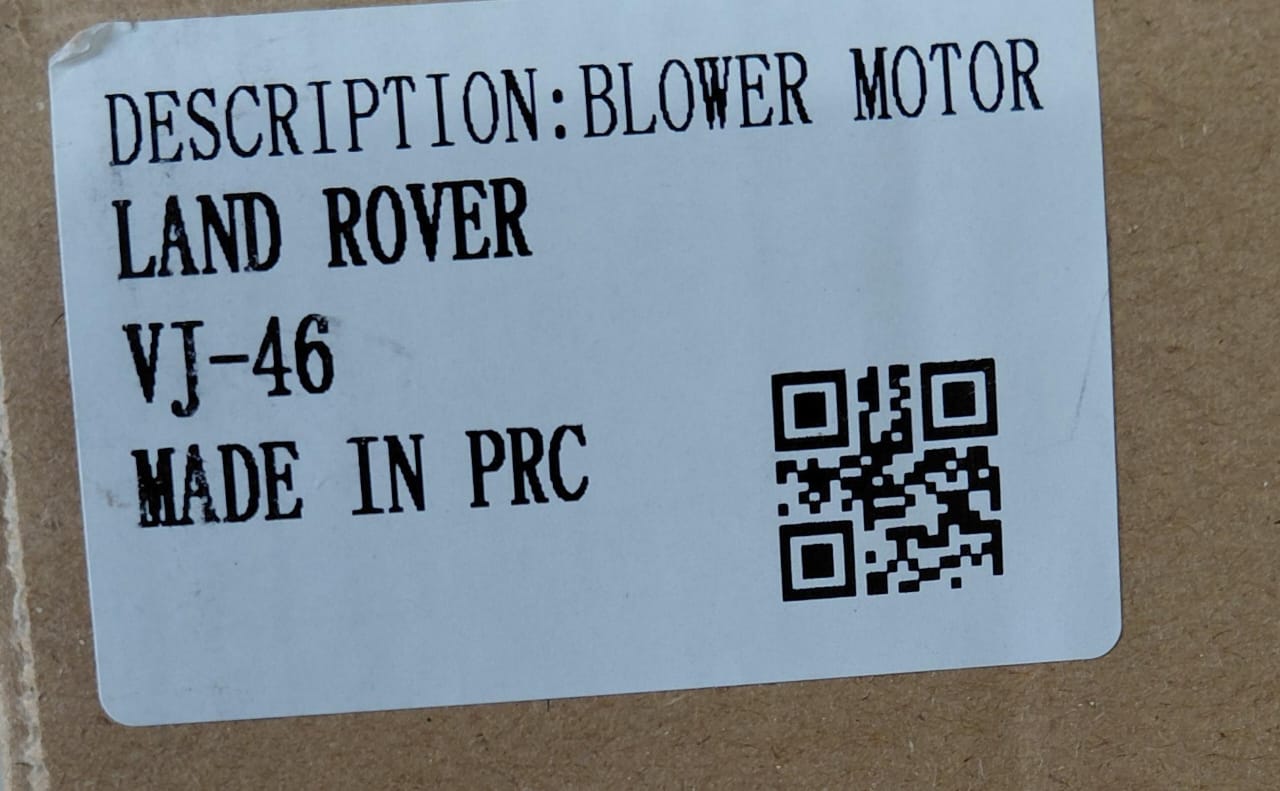 DESCRIPTION:BLOWER MOTOR
LAND ROVER
VJ-46
MADE IN PRC